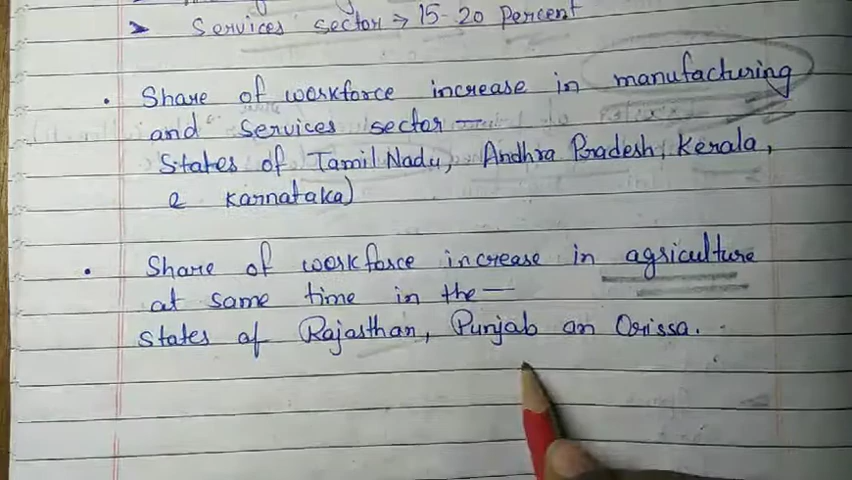 ➤ Services sector → 15-20 Percent
• Share of workforce increase in manufacturing
and services sector —
States of Tamil Nadu, Andhra Pradesh, Kerala,
& Karnataka)
• Share of workforce increase in agriculture
at same time in the —
states of Rajasthan, Punjab an Orissa.